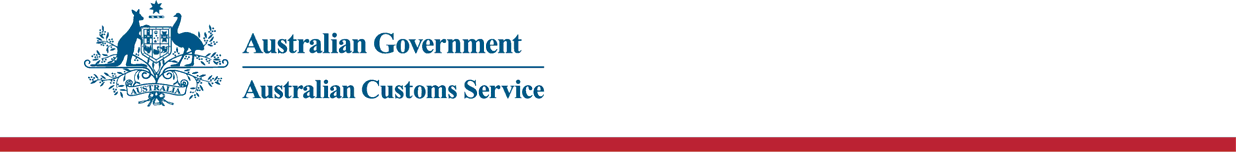 Australian Government
Australian Customs Service
AUSTRALIA